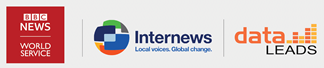 BBC
NEWS
WORLD
SERVICE
Internews
Local voices. Global change.
data
LEADS